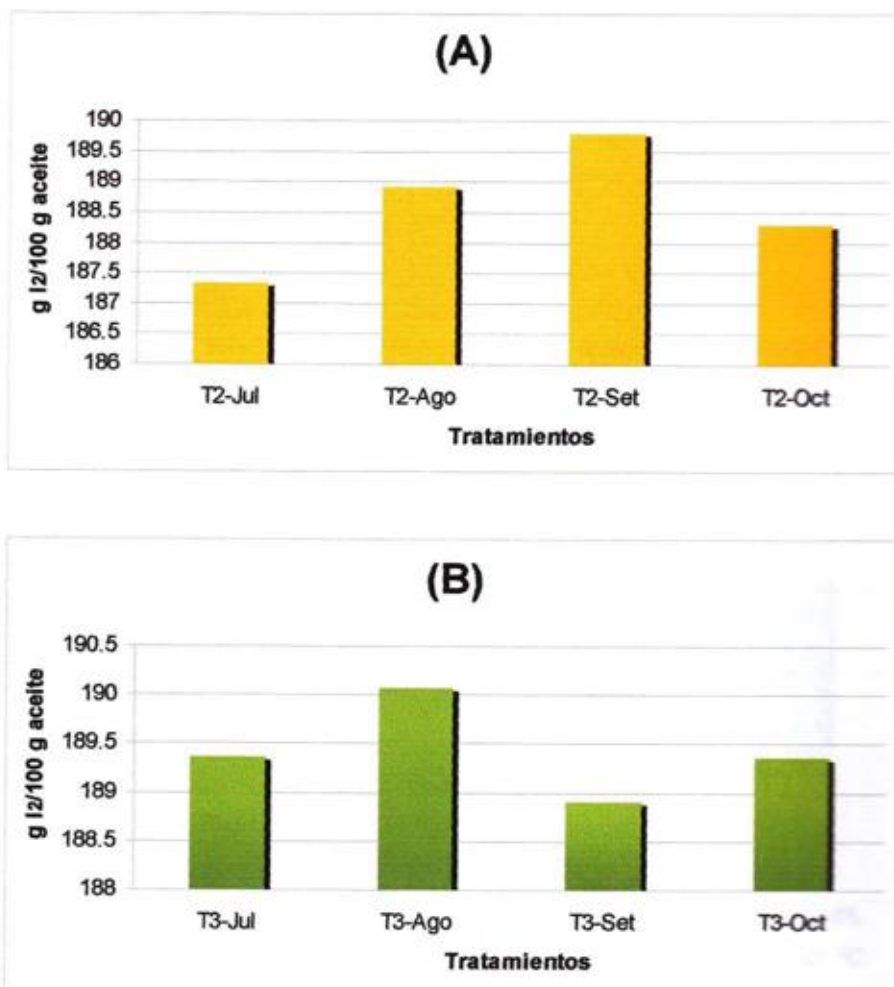 (A)
g I2/100 g aceite
190
189.5
189
188.5
188
187.5
187
186.5
186
T2-Jul T2-Ago T2-Set T2-Oct
Tratamientos
(B)
g I2/100 g aceite
190.5
190
189.5
189
188.5
188
T3-Jul T3-Ago T3-Set T3-Oct
Tratamientos